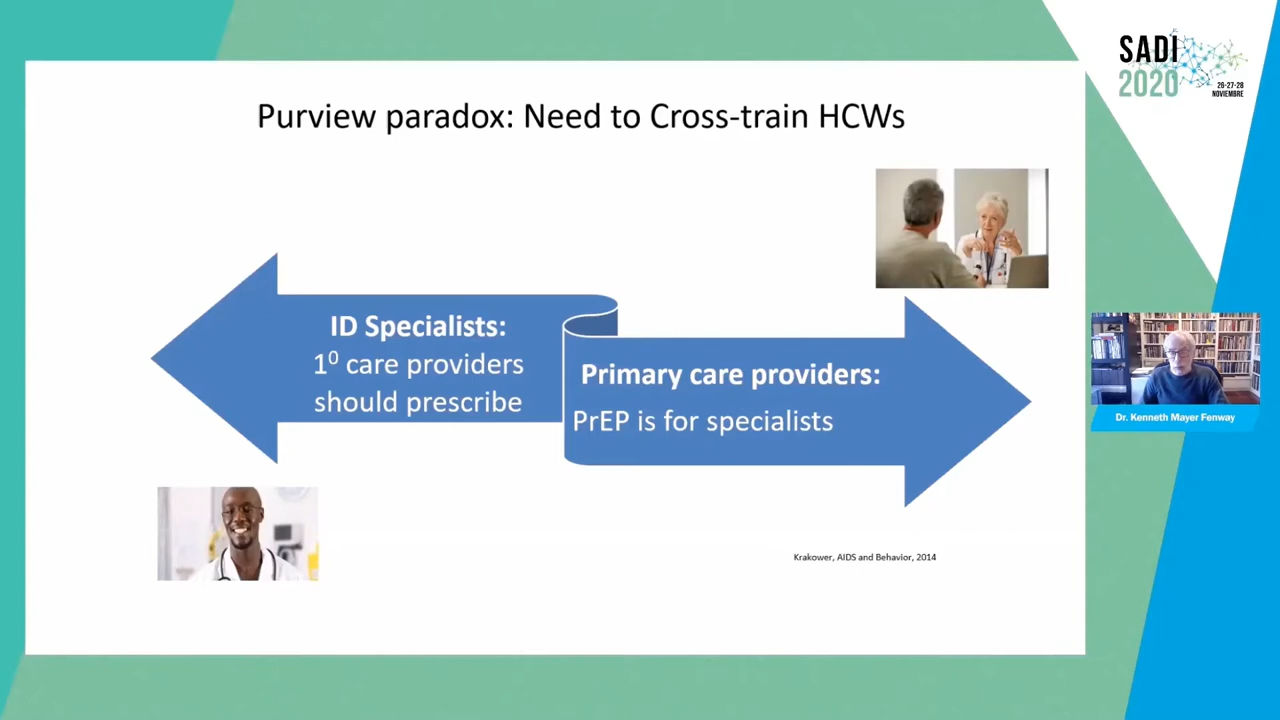 Purview paradox: Need to Cross-train HCWs
ID Specialists:
1⁰ care providers
should prescribe
Primary care providers:
PrEP is for specialists
Krakower, AIDS and Behavior, 2014
SADI
2020
26-27-28
NOVIEMBRE
Dr. Kenneth Mayer Fenway